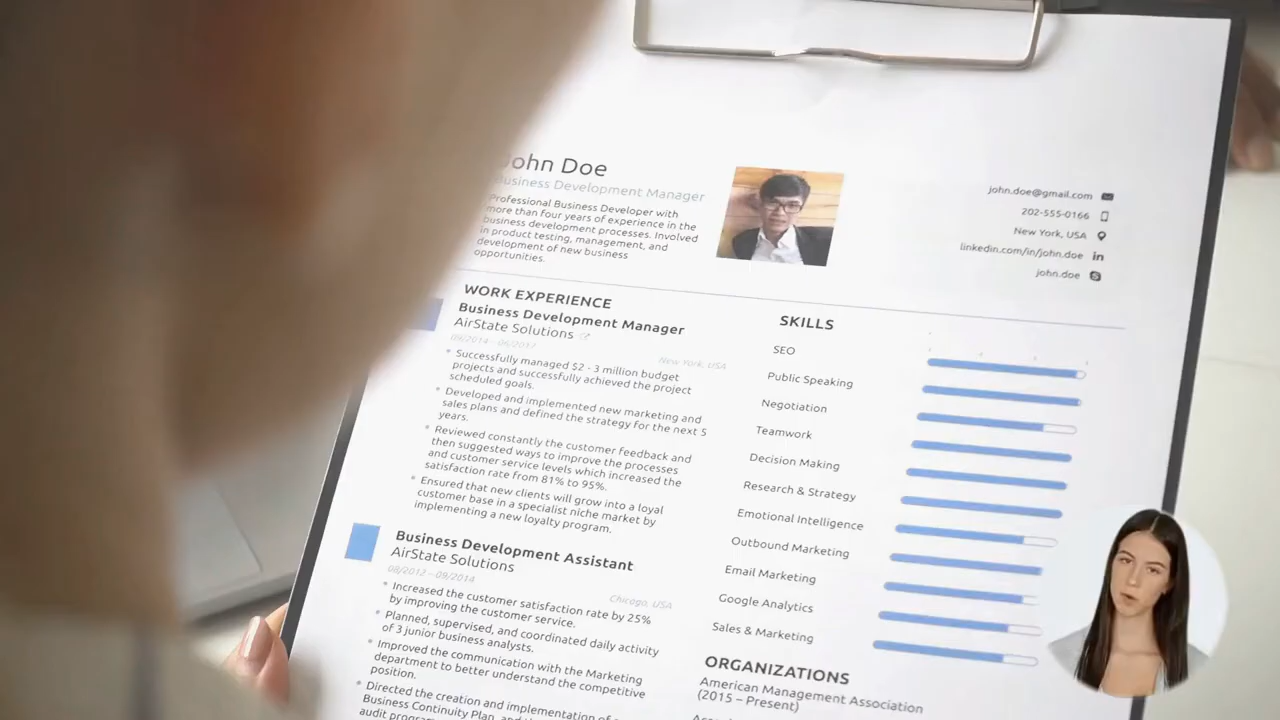 John Doe
Business Development Manager
Professional Business Developer with
more than four years of experience in the
business development processes. Involved
in product testing, management, and
development of new business
opportunities.
john.doe@gmail.com
202-555-0166
New York, USA
linkedin.com/in/john.doe
in
john.doe
WORK EXPERIENCE
Business Development Manager
AirState Solutions
09/2014 - 06/2017
New York, USA
Successfully managed $2 - 3 million budget
projects and successfully achieved the project
scheduled goals.
Developed and implemented new marketing and
sales plans and defined the strategy for the next 5
years.
Reviewed constantly the customer feedback and
then suggested ways to improve the processes
and customer service levels which increased the
satisfaction rate from 81% to 95%.
Ensured that new clients will grow into a loyal
customer base in a specialist niche market by
implementing a new loyalty program.
Business Development Assistant
AirState Solutions
08/2012 - 09/2014
Chicago, USA
Increased the customer satisfaction rate by 25%
by improving the customer service.
Planned, supervised, and coordinated daily activity
of 3 junior business analysts.
Improved the communication with the Marketing
department to better understand the competitive
position.
Directed the creation and implementation of a
Business Continuity Plan, and the
audit
SKILLS
SEO
Public Speaking
Negotiation
Teamwork
Decision Making
Research & Strategy
Emotional Intelligence
Outbound Marketing
Email Marketing
Google Analytics
Sales & Marketing
ORGANIZATIONS
American Management Association
(2015 – Present)